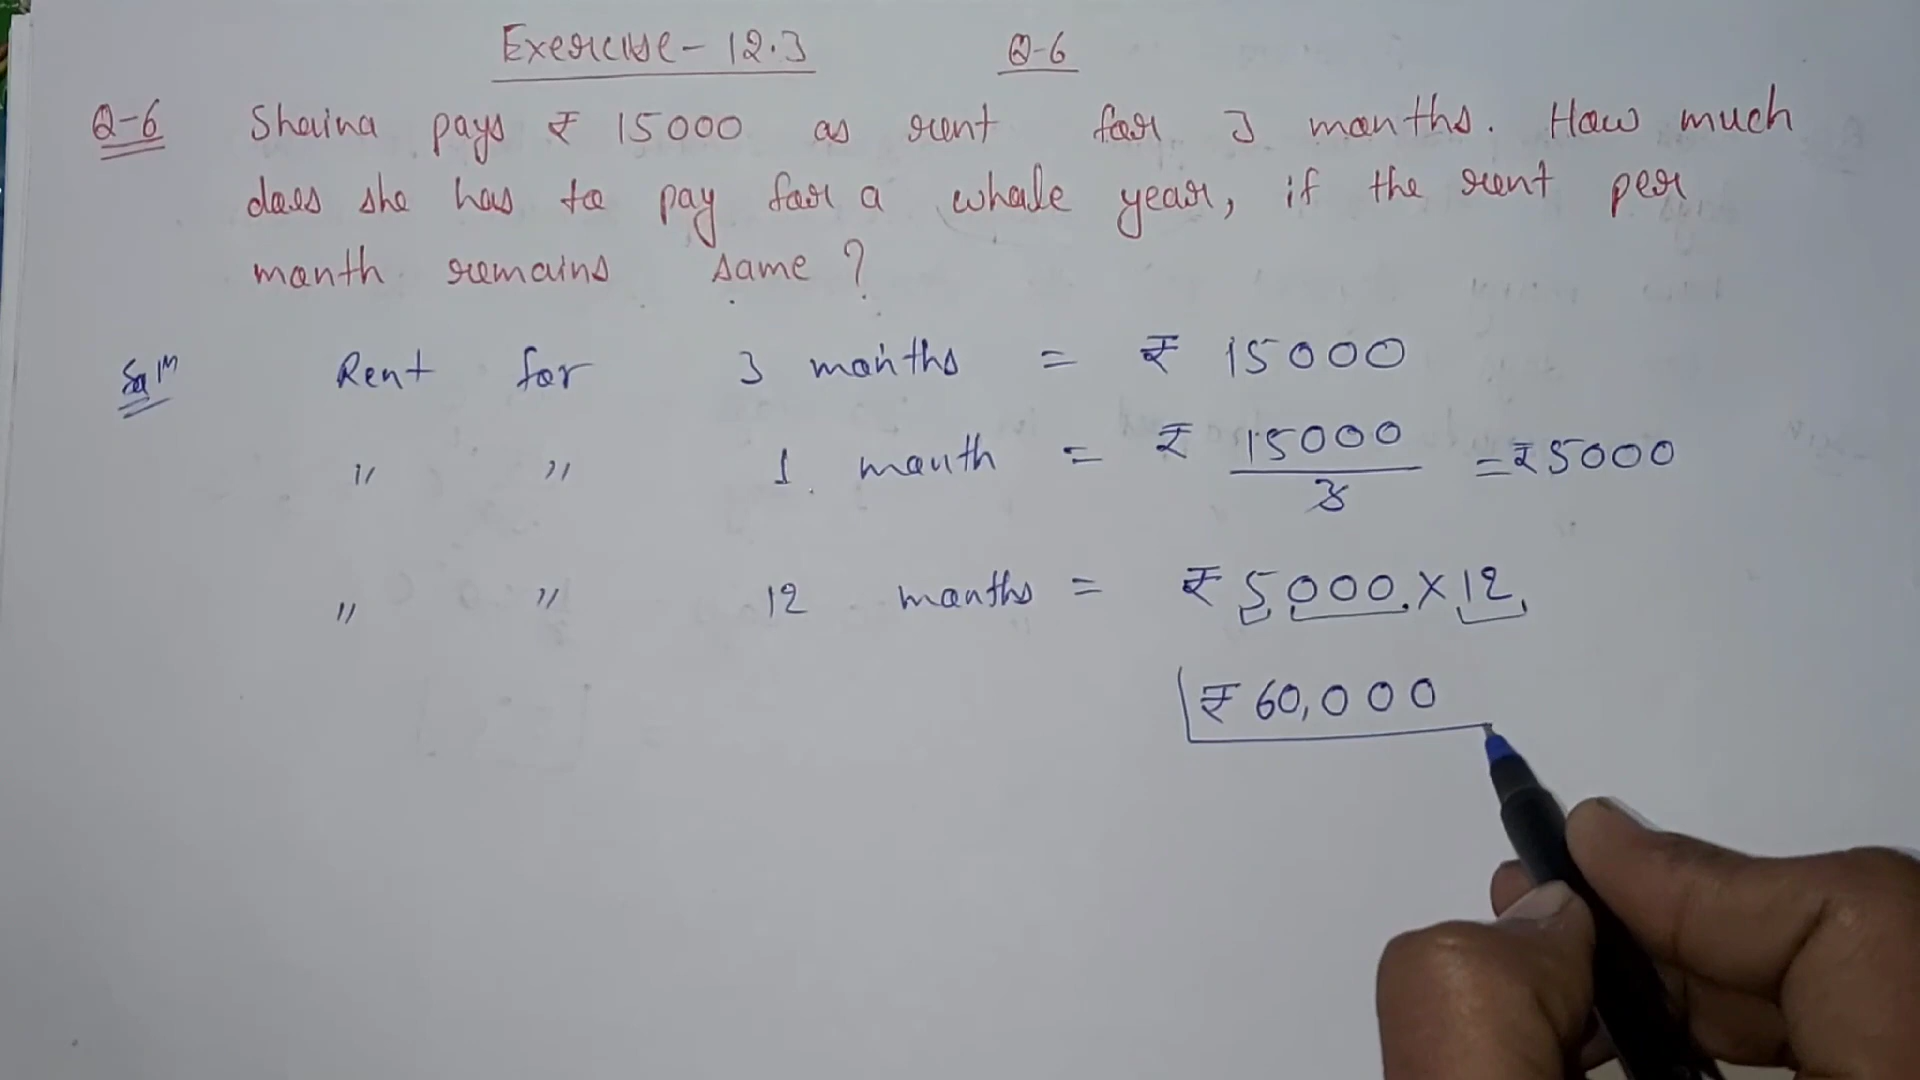 Exercise - 12.3 Q-6
Q-6 Shaina pays ₹ 15000 as rent for 3 months. How much
does she has to pay for a whole year, if the rent per
month remains same?
Solⁿ Rent for 3 months = ₹ 15000
" " 1 month = ₹ 15000/3 = ₹5000
" " 12 months = ₹ 5000 × 12
₹ 60,000